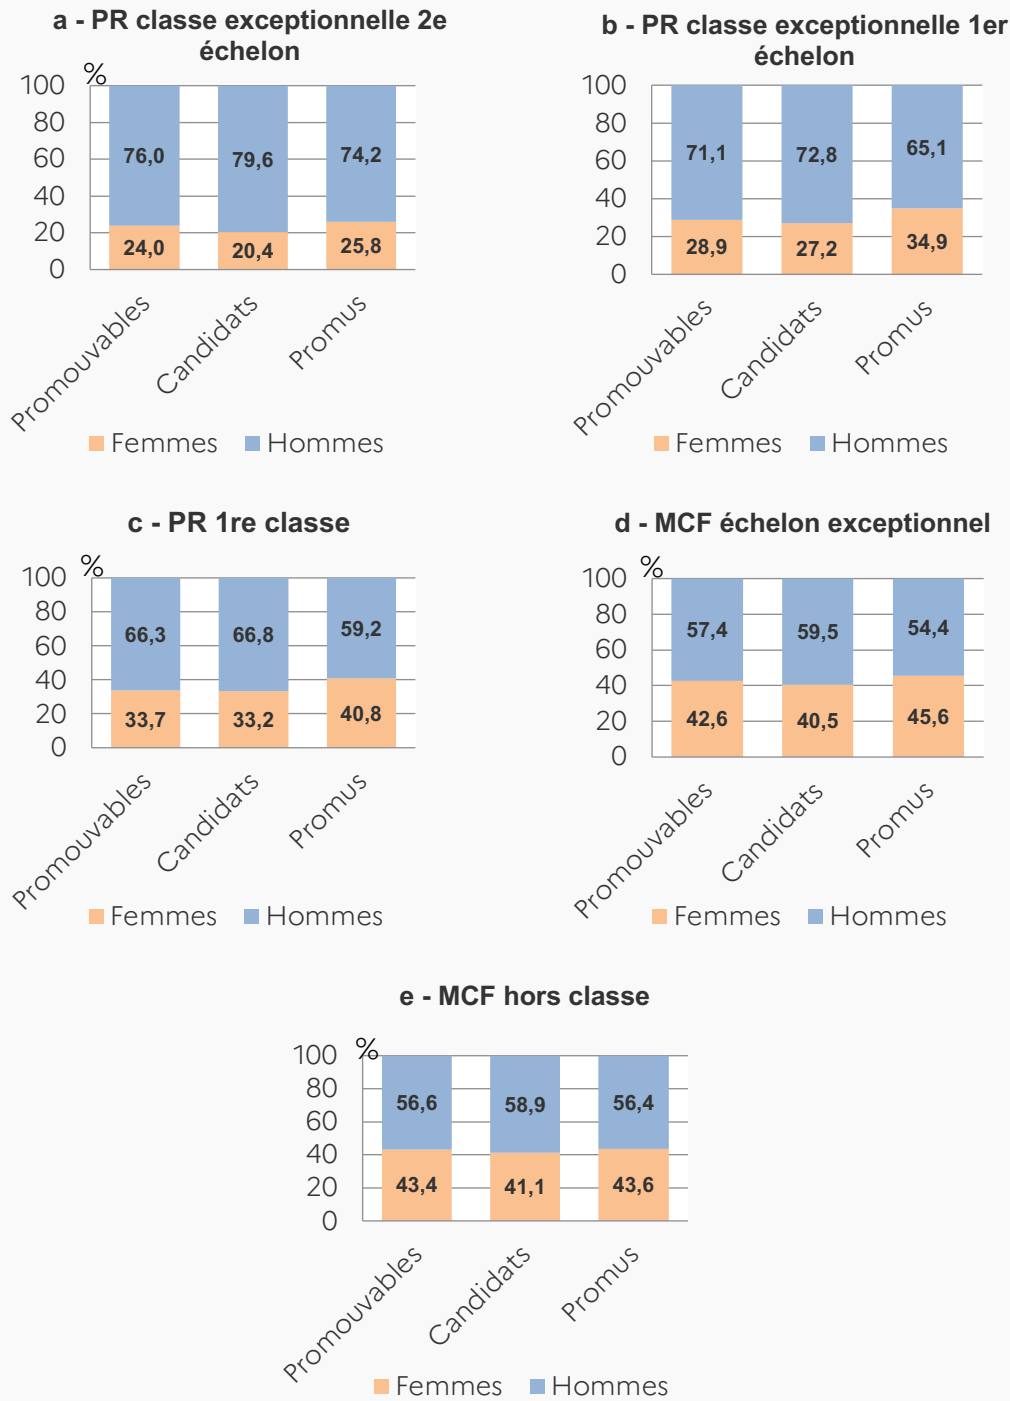 a - PR classe exceptionnelle 2e
échelon
%
100
80
60
40
20
0
76,0
79,6
74,2
24,0
20,4
25,8
Promouvables
Candidats
Promus
Femmes
Hommes
b - PR classe exceptionnelle 1er
échelon
100
80
60
40
20
0
71,1
72,8
65,1
28,9
27,2
34,9
Promouvables
Candidats
Promus
Femmes
Hommes
c - PR 1re classe
%
100
80
60
40
20
0
66,3
66,8
59,2
33,7
33,2
40,8
Promouvables
Candidats
Promus
Femmes
Hommes
d - MCF échelon exceptionnel
%
100
80
60
40
20
0
57,4
59,5
54,4
42,6
40,5
45,6
Promouvables
Candidats
Promus
Femmes
Hommes
e - MCF hors classe
%
100
80
60
40
20
0
56,6
58,9
56,4
43,4
41,1
43,6
Promouvables
Candidats
Promus
Femmes
Hommes